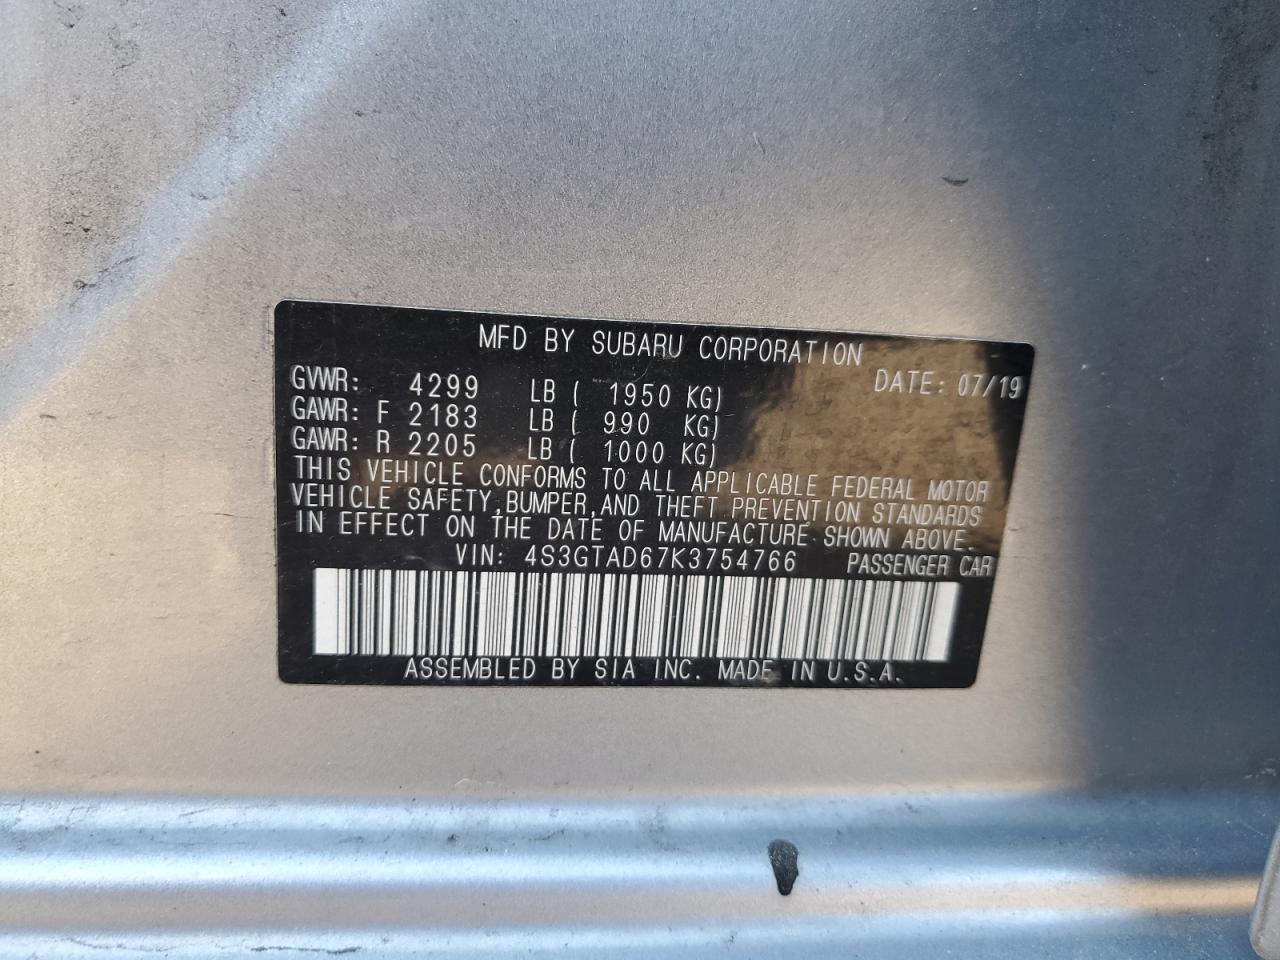 MFD BY SUBARU CORPORATION
DATE: 07/19
GVWR: 4299 LB ( 1950 KG)
GAWR: F 2183 LB ( 990 KG)
GAWR: R 2205 LB ( 1000 KG)
THIS VEHICLE CONFORMS TO ALL APPLICABLE FEDERAL MOTOR
VEHICLE SAFETY,BUMPER,AND THEFT PREVENTION STANDARDS
IN EFFECT ON THE DATE OF MANUFACTURE SHOWN ABOVE.
VIN: 4S3GTAD67K3754766 PASSENGER CAR
ASSEMBLED BY SIA INC. MADE IN U.S.A.